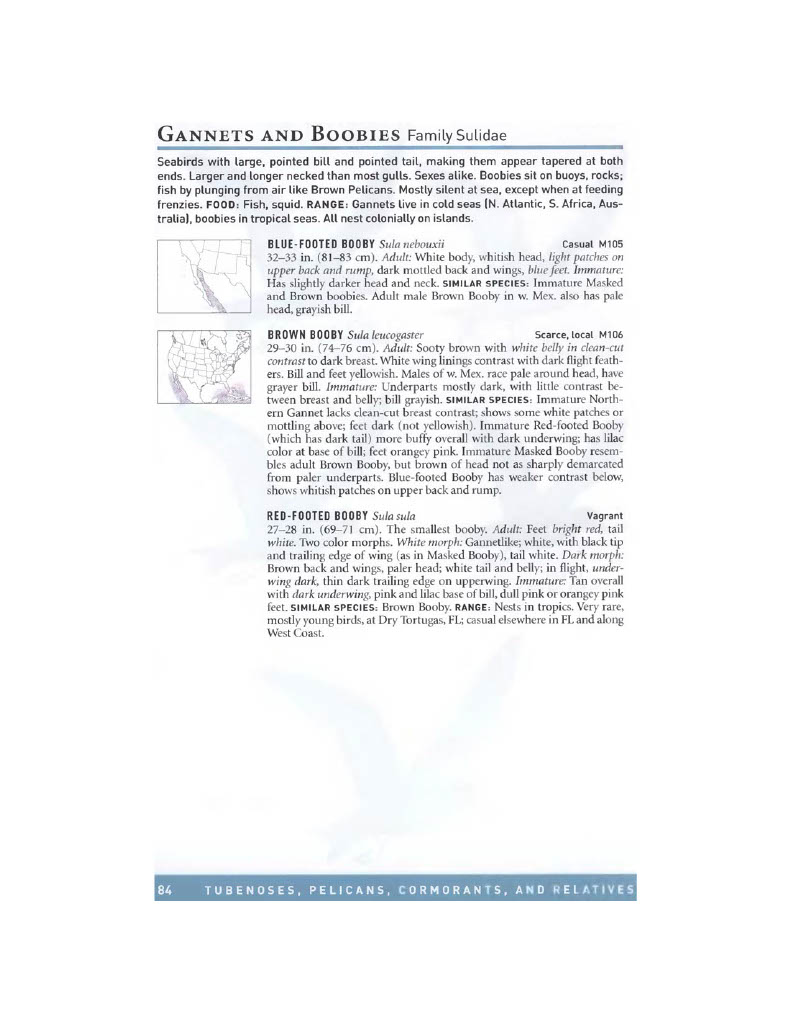 GANNETS AND BOOBIES Family Sulidae
Seabirds with large, pointed bill and pointed tail, making them appear tapered at both
ends. Larger and longer necked than most gulls. Sexes alike. Boobies sit on buoys, rocks;
fish by plunging from air like Brown Pelicans. Mostly silent at sea, except when at feeding
frenzies. FOOD: Fish, squid. RANGE: Gannets live in cold seas (N. Atlantic, S. Africa, Aus-
tralia), boobies in tropical seas. All nest colonially on islands.
BLUE-FOOTED BOOBY Sula nebouxii Casual M105
32–33 in. (81–83 cm). Adult: White body, whitish head, light patches on
upper back and rump, dark mottled back and wings, blue feet. Immature:
Has slightly darker head and neck. SIMILAR SPECIES: Immature Masked
and Brown boobies. Adult male Brown Booby in w. Mex. also has pale
head, grayish bill.
BROWN BOOBY Sula leucogaster Scarce, local M106
29–30 in. (74–76 cm). Adult: Sooty brown with white belly in clean-cut
contrast to dark breast. White wing linings contrast with dark flight feath-
ers. Bill and feet yellowish. Males of w. Mex. race pale around head, have
grayer bill. Immature: Underparts mostly dark, with little contrast be-
tween breast and belly; bill grayish. SIMILAR SPECIES: Immature North-
ern Gannet lacks clean-cut breast contrast; shows some white patches or
mottling above; feet dark (not yellowish). Immature Red-footed Booby
(which has dark tail) more buffy overall with dark underwing; has lilac
color at base of bill; feet orangey pink. Immature Masked Booby resem-
bles adult Brown Booby, but brown of head not as sharply demarcated
from paler underparts. Blue-footed Booby has weaker contrast below,
shows whitish patches on upper back and rump.
RED-FOOTED BOOBY Sula sula Vagrant
27–28 in. (69–71 cm). The smallest booby. Adult: Feet bright red, tail
white. Two color morphs. White morph: Gannetlike; white, with black tip
and trailing edge of wing (as in Masked Booby), tail white. Dark morph:
Brown back and wings, paler head; white tail and belly; in flight, under-
wing dark, thin dark trailing edge on upperwing. Immature: Tan overall
with dark underwing, pink and lilac base of bill, dull pink or orangey pink
feet. SIMILAR SPECIES: Brown Booby. RANGE: Nests in tropics. Very rare,
mostly young birds, at Dry Tortugas, FL; casual elsewhere in FL and along
West Coast.
84 TUBENOSES, PELICANS, CORMORANTS, AND RELATIVES